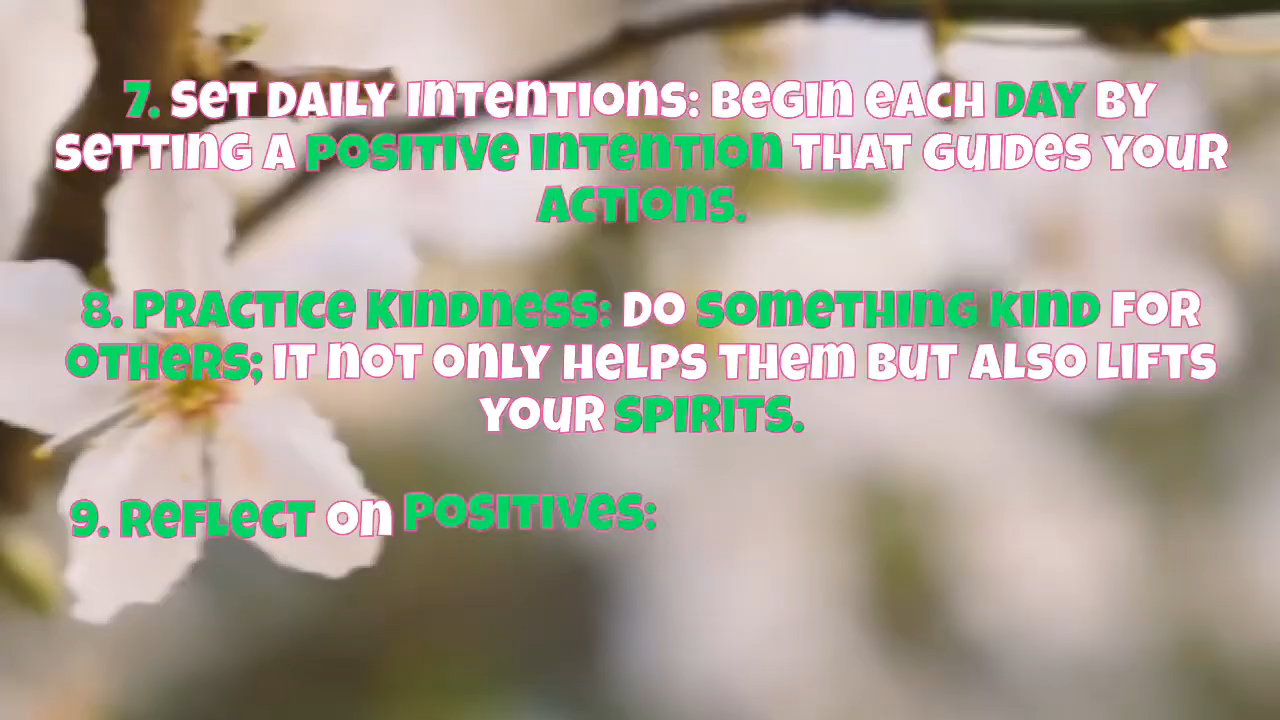 7. Set Daily Intentions: Begin each day by
setting a positive intention that guides your
actions.
8. Practice Kindness: Do something kind for
others; it not only helps them but also lifts
your spirits.
9. Reflect on Positives: